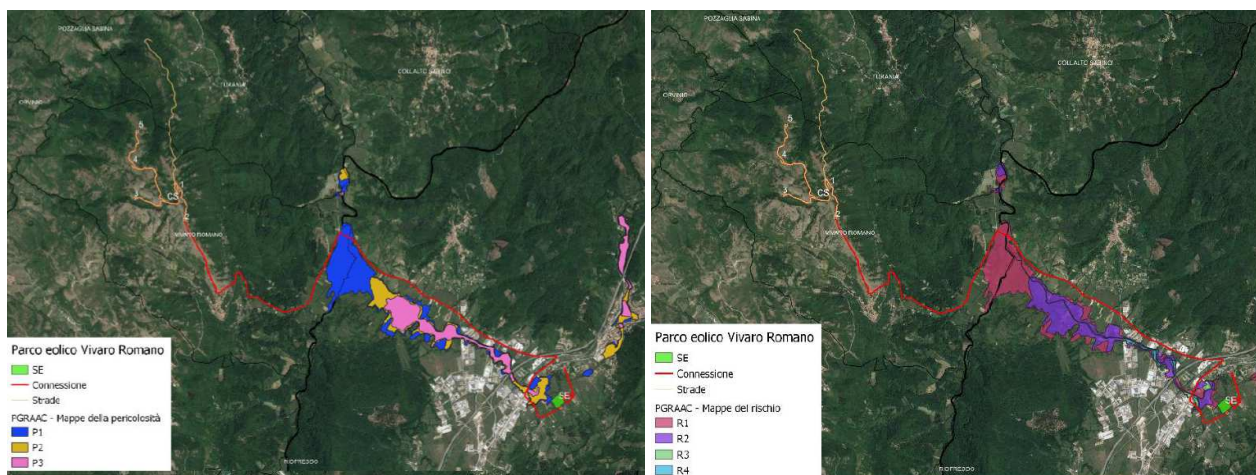 POZZAGLIA SABINA
TURANIA
COLLALTO SABINO
ORVINIO
5
4
3
CS
1
2
VIVARO ROMANO
SE
RIOFREDDO
Parco eolico Vivaro Romano
SE
Connessione
Strade
PGRAAC - Mappe della pericolosità
P1
P2
P3
POZZAGLIA SABINA
TURANIA
COLLALTO SABINO
ORVINIO
5
4
3
CS
1
2
VIVARO ROMANO
SE
RIOFREDDO
Parco eolico Vivaro Romano
SE
Connessione
Strade
PGRAAC - Mappe del rischio
R1
R2
R3
R4